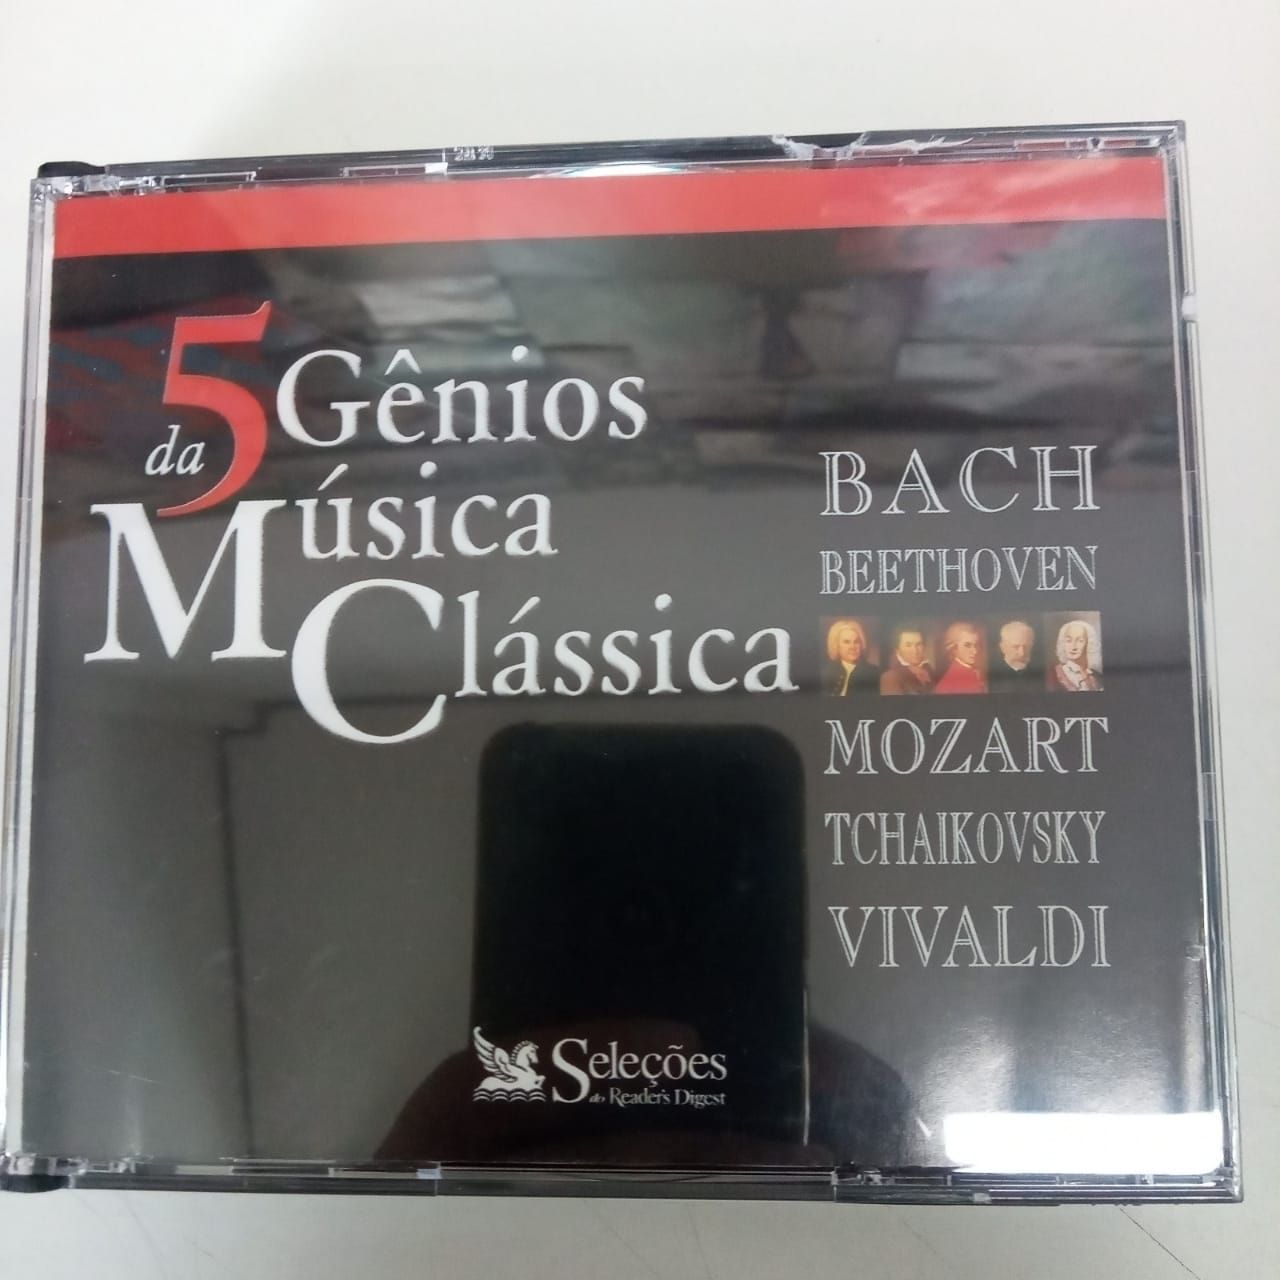 5 Gênios
da Música
Clássica
BACH
BEETHOVEN
MOZART
TCHAIKOVSKY
VIVALDI
Seleções
do Reader's Digest